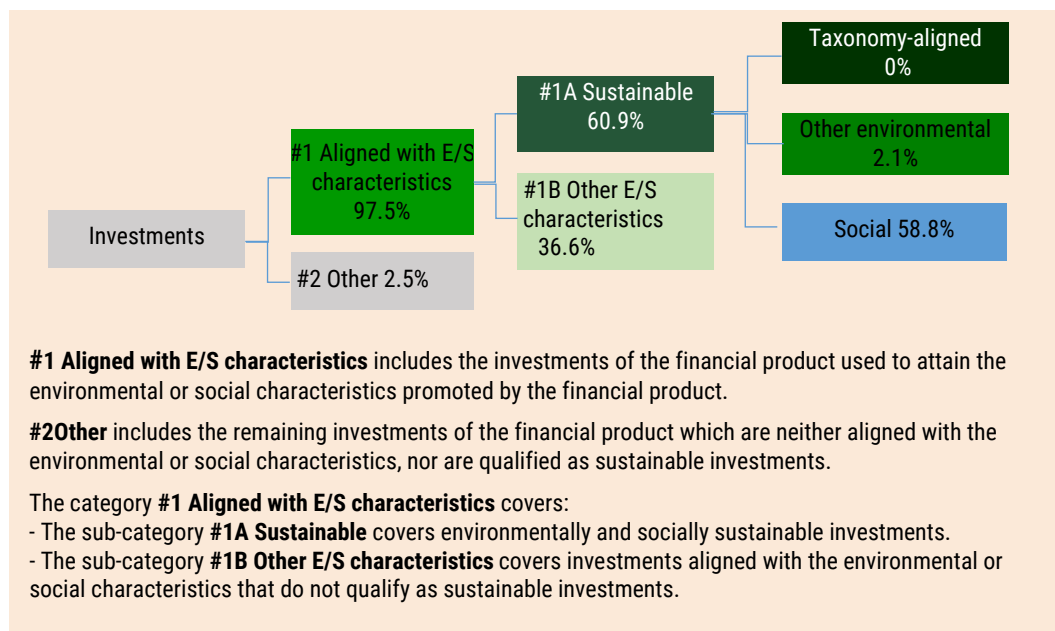 Investments
#1 Aligned with E/S
characteristics
97.5%
#2 Other 2.5%
#1A Sustainable
60.9%
#1B Other E/S
characteristics
36.6%
Taxonomy-aligned
0%
Other environmental
2.1%
Social 58.8%
#1 Aligned with E/S characteristics includes the investments of the financial product used to attain the
environmental or social characteristics promoted by the financial product.
#2Other includes the remaining investments of the financial product which are neither aligned with the
environmental or social characteristics, nor are qualified as sustainable investments.
The category #1 Aligned with E/S characteristics covers:
- The sub-category #1A Sustainable covers environmentally and socially sustainable investments.
- The sub-category #1B Other E/S characteristics covers investments aligned with the environmental or
social characteristics that do not qualify as sustainable investments.